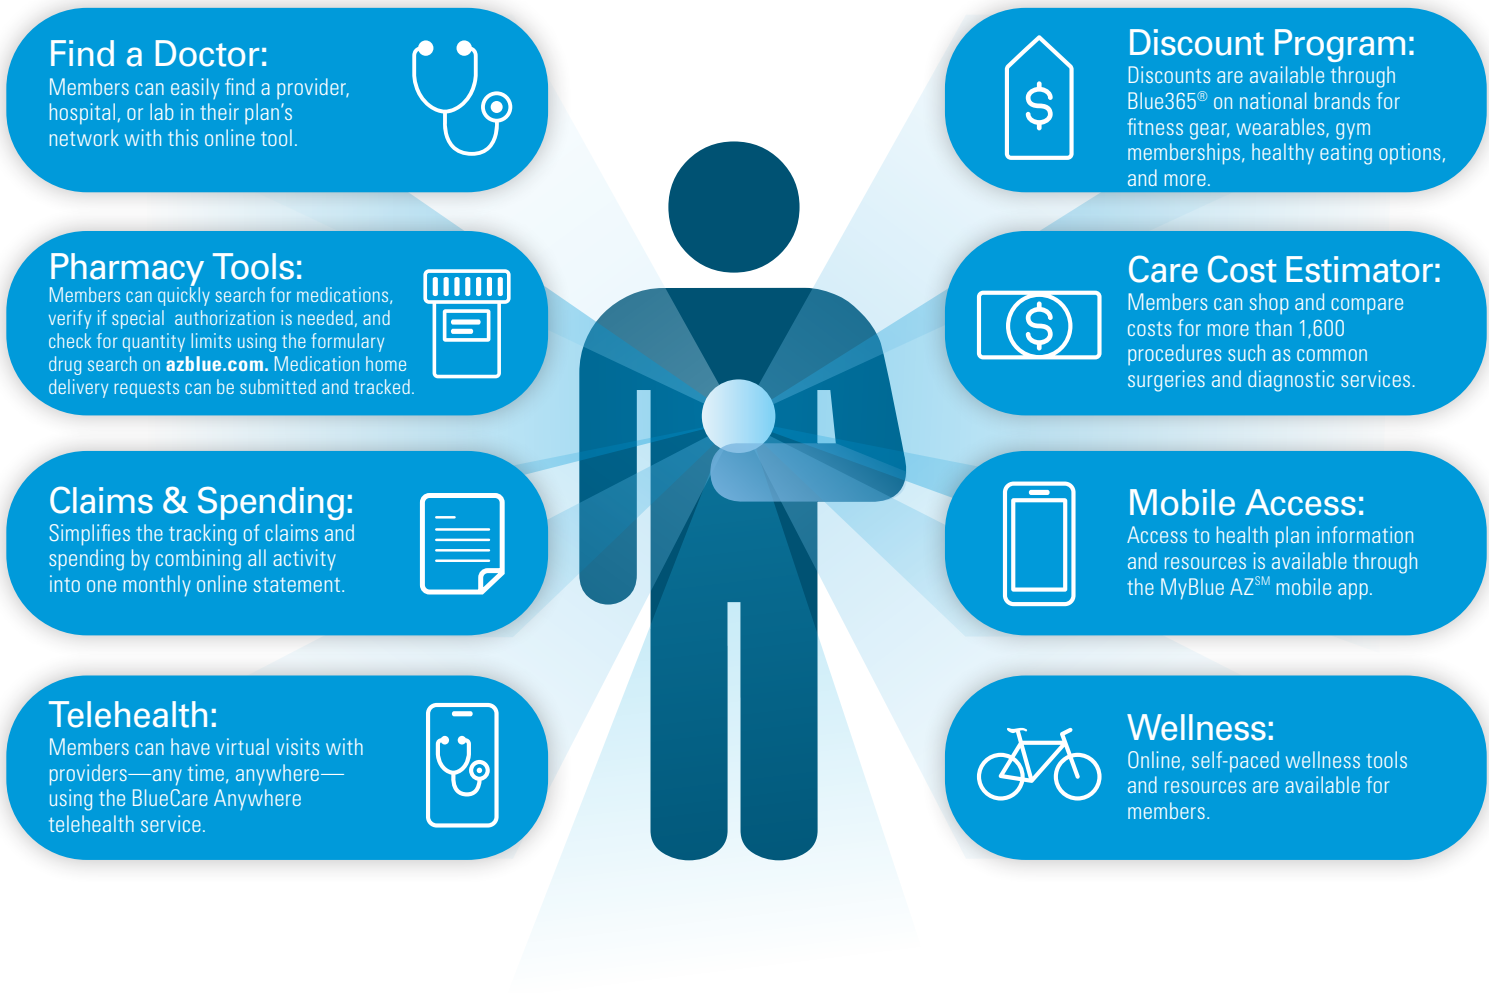 Find a Doctor:
Members can easily find a provider,
hospital, or lab in their plan's
network with this online tool.
Pharmacy Tools:
Members can quickly search for medications,
verify if special authorization is needed, and
check for quantity limits using the formulary
drug search on azblue.com. Medication home
delivery requests can be submitted and tracked.
Claims & Spending:
Simplifies the tracking of claims and
spending by combining all activity
into one monthly online statement.
Telehealth:
Members can have virtual visits with
providers—any time, anywhere—
using the BlueCare Anywhere
telehealth service.
Discount Program:
Discounts are available through
Blue365® on national brands for
fitness gear, wearables, gym
memberships, healthy eating options,
and more.
$
Care Cost Estimator:
Members can shop and compare
costs for more than 1,600
procedures such as common
surgeries and diagnostic services.
$
Mobile Access:
Access to health plan information
and resources is available through
the MyBlue AZ℠ mobile app.
Wellness:
Online, self-paced wellness tools
and resources are available for
members.